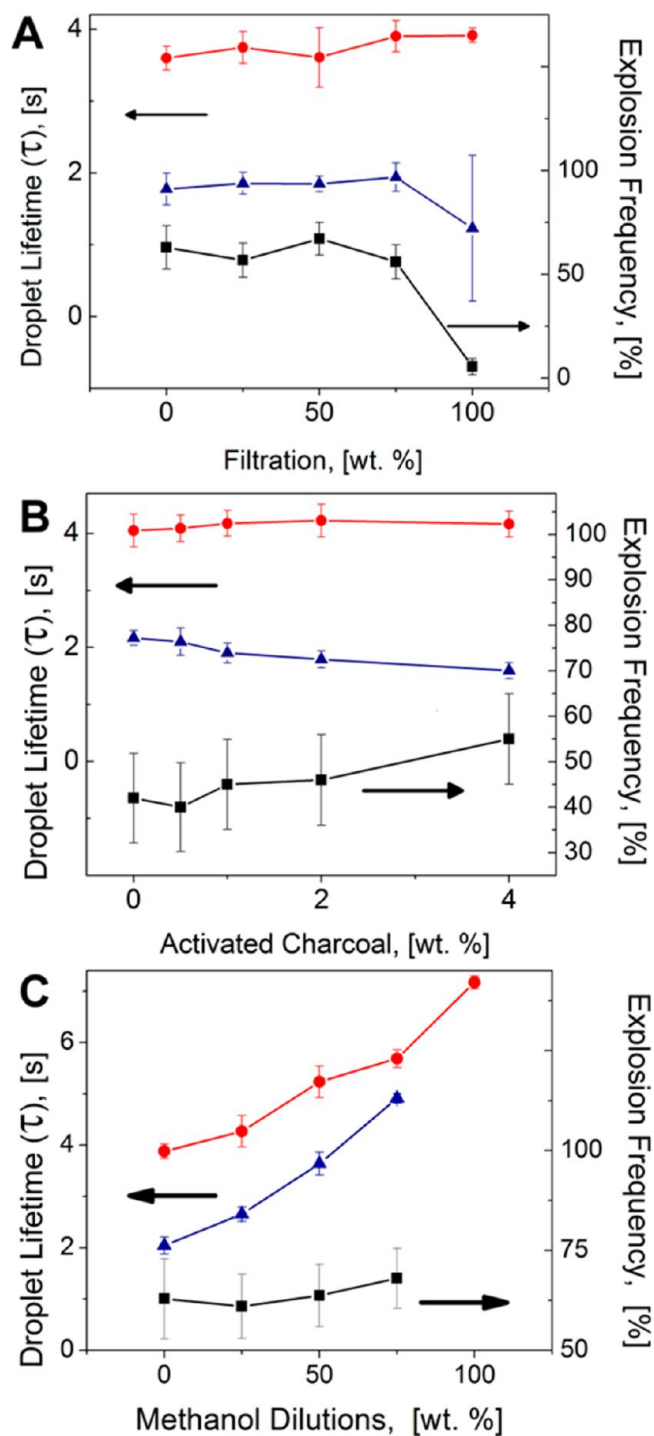 A
Droplet Lifetime (τ), [s]
4
2
0
Explosion Frequency, [%]
100
50
0
0
50
100
Filtration, [wt. %]
B
Droplet Lifetime (τ), [s]
4
2
0
Explosion Frequency, [%]
100
90
80
70
60
50
40
30
0
2
4
Activated Charcoal, [wt. %]
C
Droplet Lifetime (τ), [s]
6
4
2
0
Explosion Frequency, [%]
100
75
50
0
50
100
Methanol Dilutions, [wt. %]